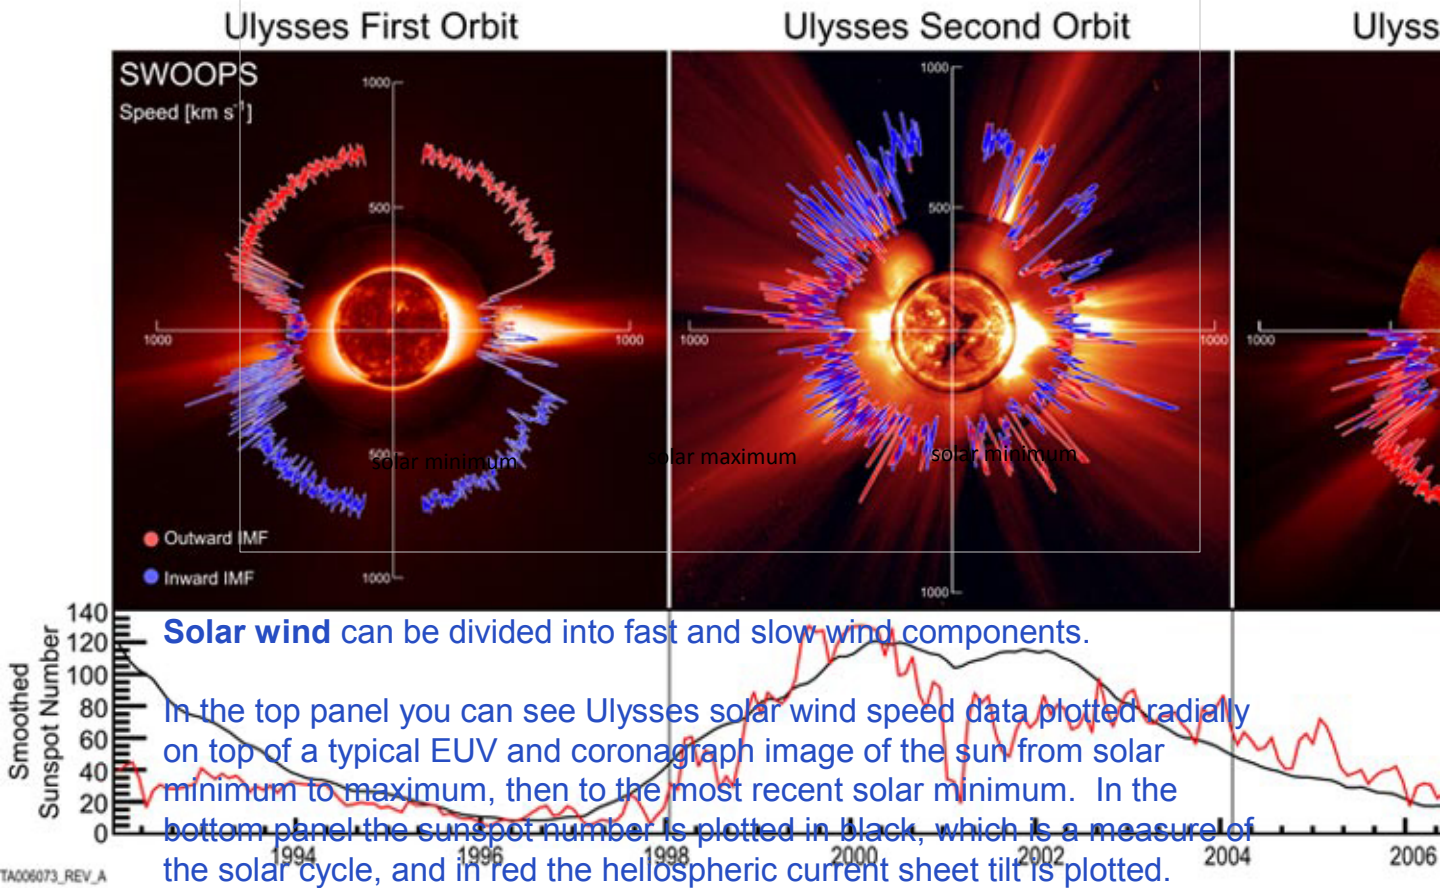 Ulysses First Orbit
Ulysses Second Orbit
Ulyss
SWOOPS
Speed [km s-1]
1000
500
1000
1000
500
1000
1000
500
1000
1000
1000
1000
solar minimum
solar maximum
solar minimum
Outward IMF
Inward IMF
140
120
100
80
60
40
20
0
Smoothed
Sunspot Number
Solar wind can be divided into fast and slow wind components.
In the top panel you can see Ulysses solar wind speed data plotted radially
on top of a typical EUV and coronagraph image of the sun from solar
minimum to maximum, then to the most recent solar minimum. In the
bottom panel the sunspot number is plotted in black, which is a measure of
the solar cycle, and in red the heliospheric current sheet tilt is plotted.
1994
1996
1998
2000
2002
2004
2006
TA006073_REV_A